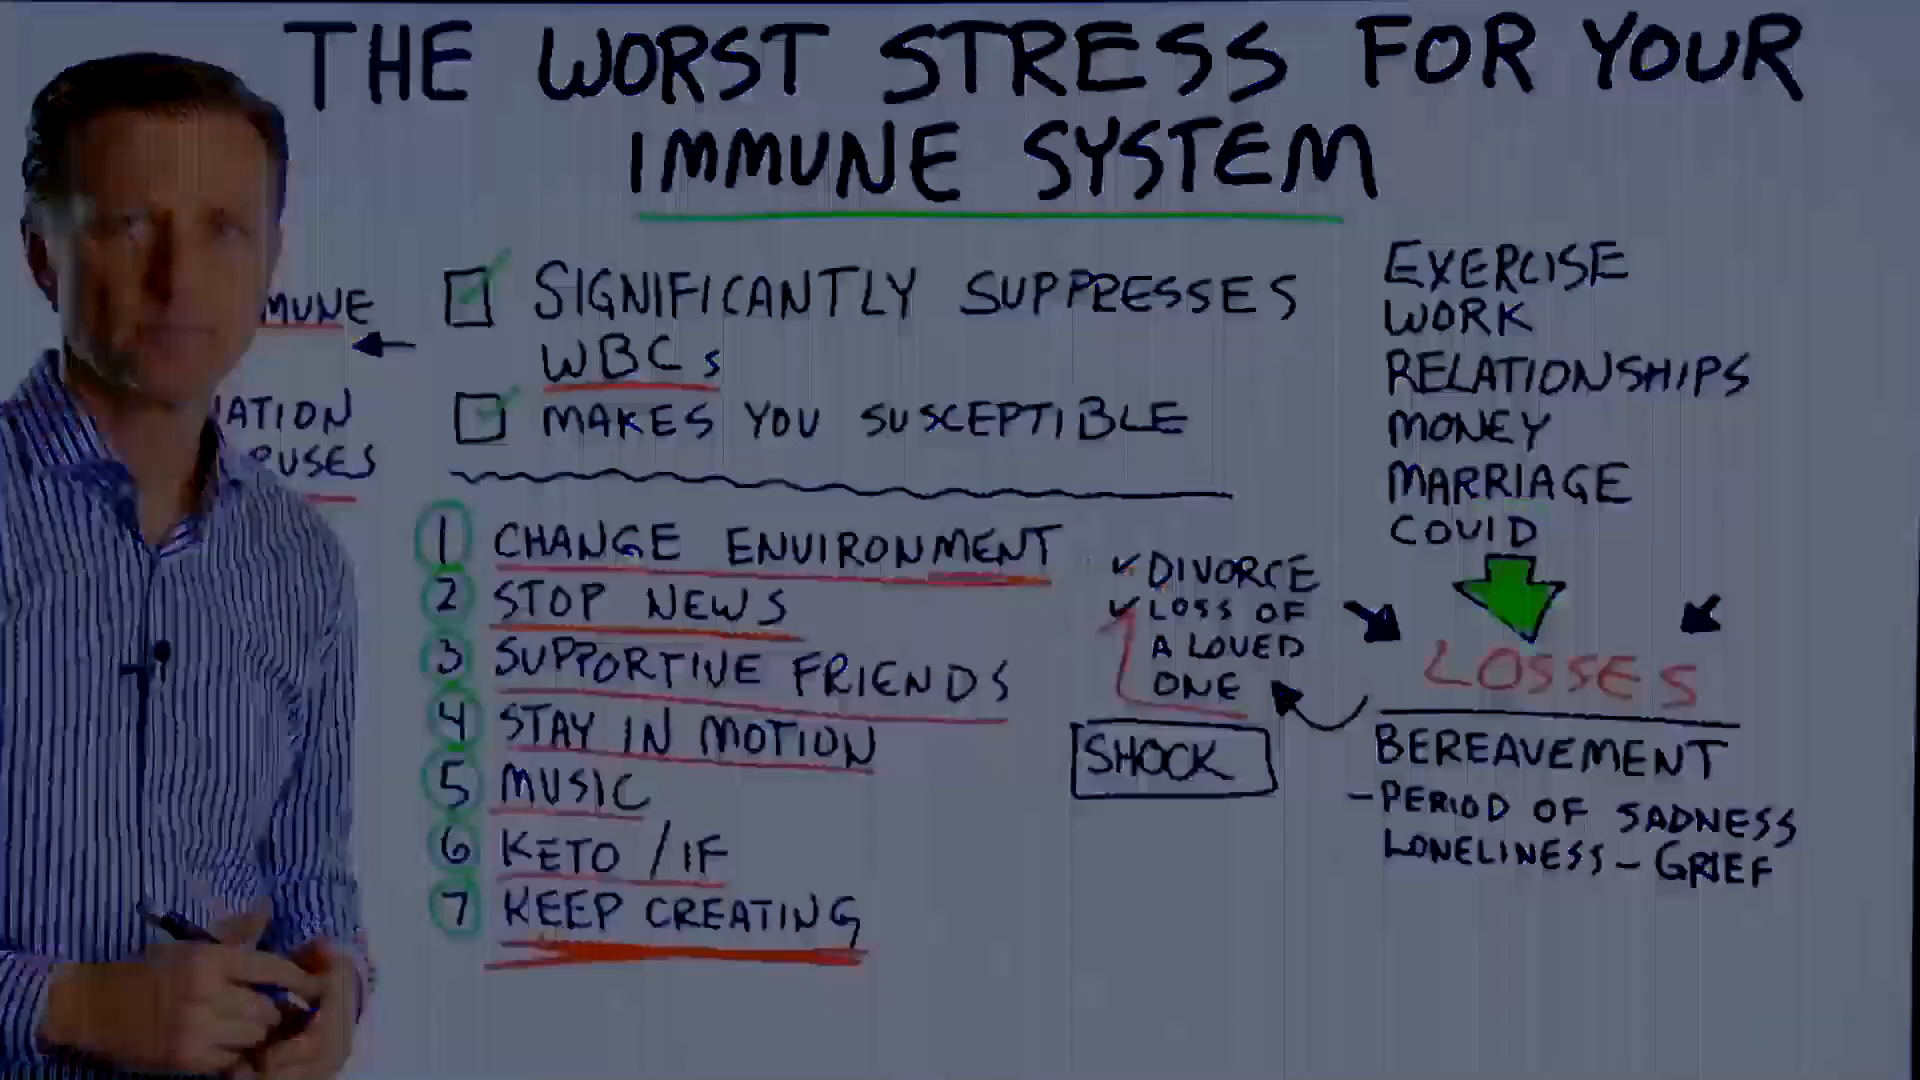 THE WORST STRESS FOR YOUR
IMMUNE SYSTEM
MUNE
ATION
RUSES
SIGNIFICANTLY SUPPRESSES
WBCs
MAKES YOU SUSCEPTIBLE
1 CHANGE ENVIRONMENT
2 STOP NEWS
3 SUPPORTIVE FRIENDS
4 STAY IN MOTION
5 MUSIC
6 KETO / IF
7 KEEP CREATING
EXERCISE
WORK
RELATIONSHIPS
MONEY
MARRIAGE
COVID
LOSSES
✓ DIVORCE
✓ LOSS OF
A LOVED
ONE
SHOCK
BEREAVEMENT
- PERIOD OF SADNESS
LONELINESS - GRIEF